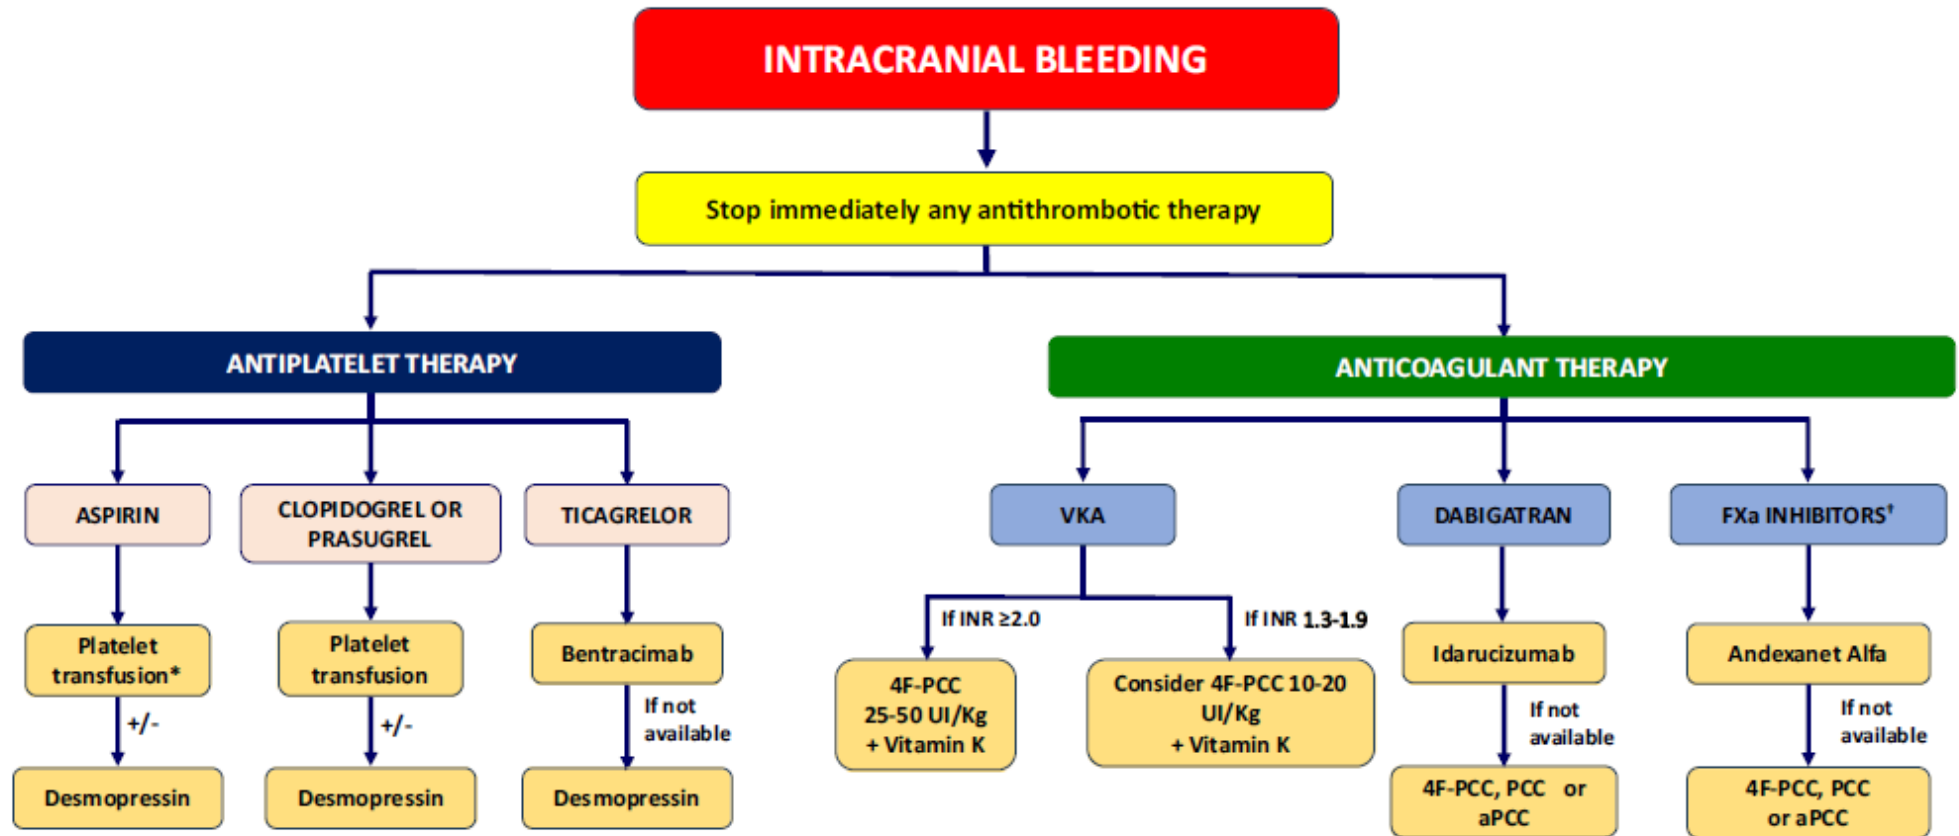 INTRACRANIAL BLEEDING
Stop immediately any antithrombotic therapy
ANTIPLATELET THERAPY
ANTICOAGULANT THERAPY
ASPIRIN
CLOPIDOGREL OR
PRASUGREL
TICAGRELOR
VKA
DABIGATRAN
FXa INHIBITORS†
Platelet
transfusion*
Platelet
transfusion
Bentracimab
If INR ≥2.0
If INR 1.3-1.9
Idarucizumab
Andexanet Alfa
+/-
+/-
If not
available
4F-PCC
25-50 UI/Kg
+ Vitamin K
Consider 4F-PCC 10-20
UI/Kg
+ Vitamin K
If not
available
If not
available
Desmopressin
Desmopressin
Desmopressin
4F-PCC, PCC or
aPCC
4F-PCC, PCC
or aPCC